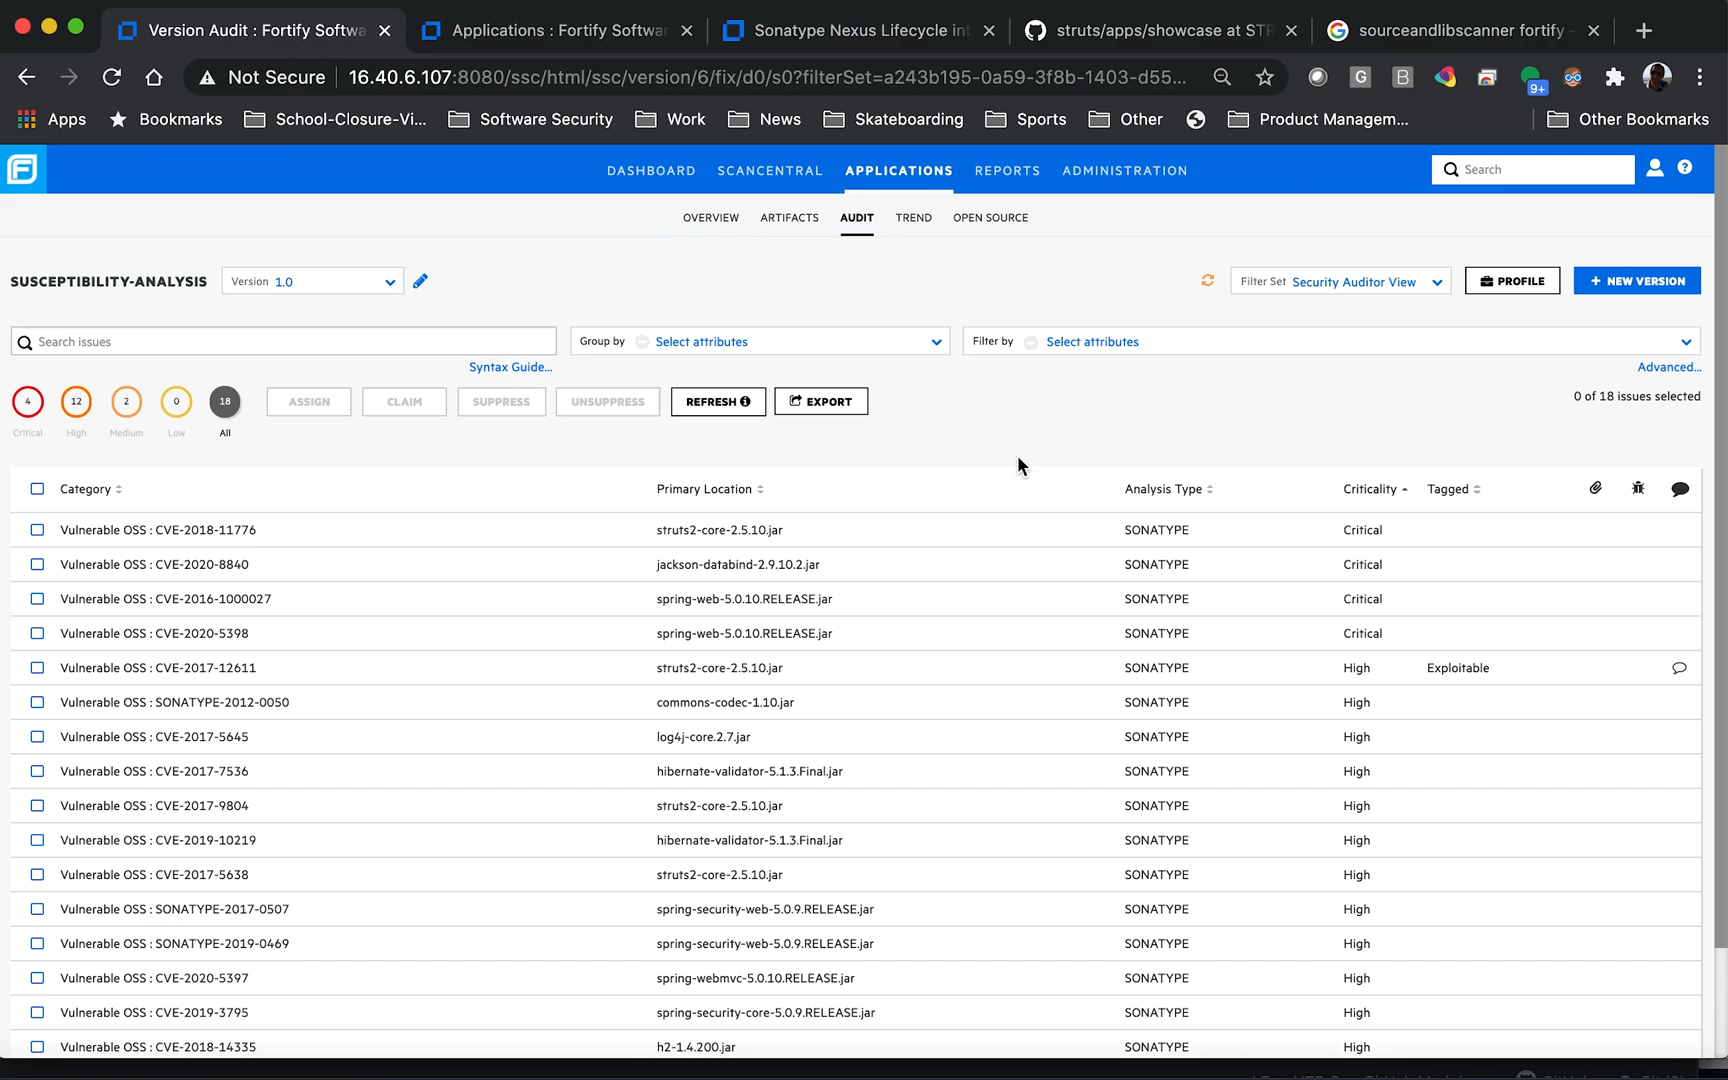 Version Audit : Fortify Softwa
Applications : Fortify Softwar
Sonatype Nexus Lifecycle int
struts/apps/showcase at STR
sourceandlibscanner fortify -
Not Secure
16.40.6.107:8080/ssc/html/ssc/version/6/fix/d0/s0?filterSet=a243b195-0a59-3f8b-1403-d55...
G
B
9+
Apps
Bookmarks
School-Closure-Vi...
Software Security
Work
News
Skateboarding
Sports
Other
Product Managem...
Other Bookmarks
F
DASHBOARD
SCANCENTRAL
APPLICATIONS
REPORTS
ADMINISTRATION
Search
?
OVERVIEW
ARTIFACTS
AUDIT
TREND
OPEN SOURCE
SUSCEPTIBILITY-ANALYSIS
Version 1.0
Filter Set Security Auditor View
PROFILE
+ NEW VERSION
Search issues
Group by Select attributes
Filter by Select attributes
Syntax Guide...
Advanced...
4
12
2
0
18
Critical
High
Medium
Low
All
ASSIGN
CLAIM
SUPPRESS
UNSUPPRESS
REFRESH
EXPORT
0 of 18 issues selected
Category Primary Location Analysis Type Criticality Tagged
Vulnerable OSS : CVE-2018-11776 struts2-core-2.5.10.jar SONATYPE Critical
Vulnerable OSS : CVE-2020-8840 jackson-databind-2.9.10.2.jar SONATYPE Critical
Vulnerable OSS : CVE-2016-1000027 spring-web-5.0.10.RELEASE.jar SONATYPE Critical
Vulnerable OSS : CVE-2020-5398 spring-web-5.0.10.RELEASE.jar SONATYPE Critical
Vulnerable OSS : CVE-2017-12611 struts2-core-2.5.10.jar SONATYPE High Exploitable
Vulnerable OSS : SONATYPE-2012-0050 commons-codec-1.10.jar SONATYPE High
Vulnerable OSS : CVE-2017-5645 log4j-core.2.7.jar SONATYPE High
Vulnerable OSS : CVE-2017-7536 hibernate-validator-5.1.3.Final.jar SONATYPE High
Vulnerable OSS : CVE-2017-9804 struts2-core-2.5.10.jar SONATYPE High
Vulnerable OSS : CVE-2019-10219 hibernate-validator-5.1.3.Final.jar SONATYPE High
Vulnerable OSS : CVE-2017-5638 struts2-core-2.5.10.jar SONATYPE High
Vulnerable OSS : SONATYPE-2017-0507 spring-security-web-5.0.9.RELEASE.jar SONATYPE High
Vulnerable OSS : SONATYPE-2019-0469 spring-security-web-5.0.9.RELEASE.jar SONATYPE High
Vulnerable OSS : CVE-2020-5397 spring-webmvc-5.0.10.RELEASE.jar SONATYPE High
Vulnerable OSS : CVE-2019-3795 spring-security-core-5.0.9.RELEASE.jar SONATYPE High
Vulnerable OSS : CVE-2018-14335 h2-1.4.200.jar SONATYPE High